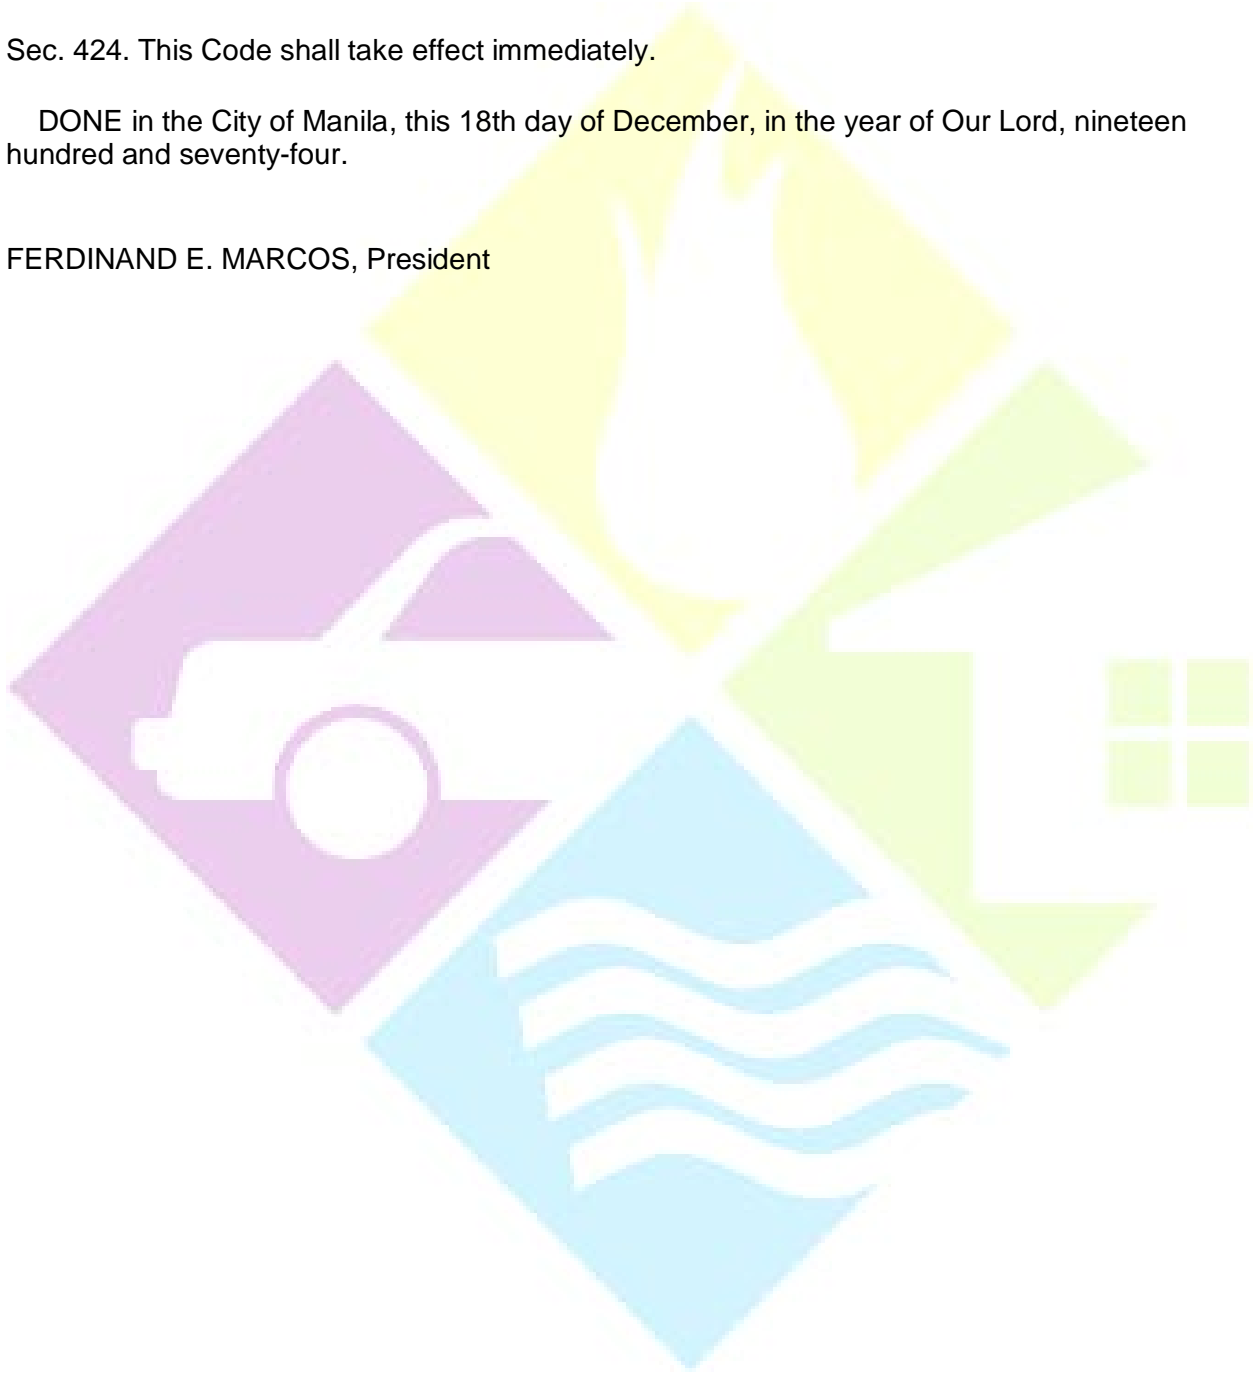 Sec. 424. This Code shall take effect immediately.
DONE in the City of Manila, this 18th day of December, in the year of Our Lord, nineteen
hundred and seventy-four.
FERDINAND E. MARCOS, President